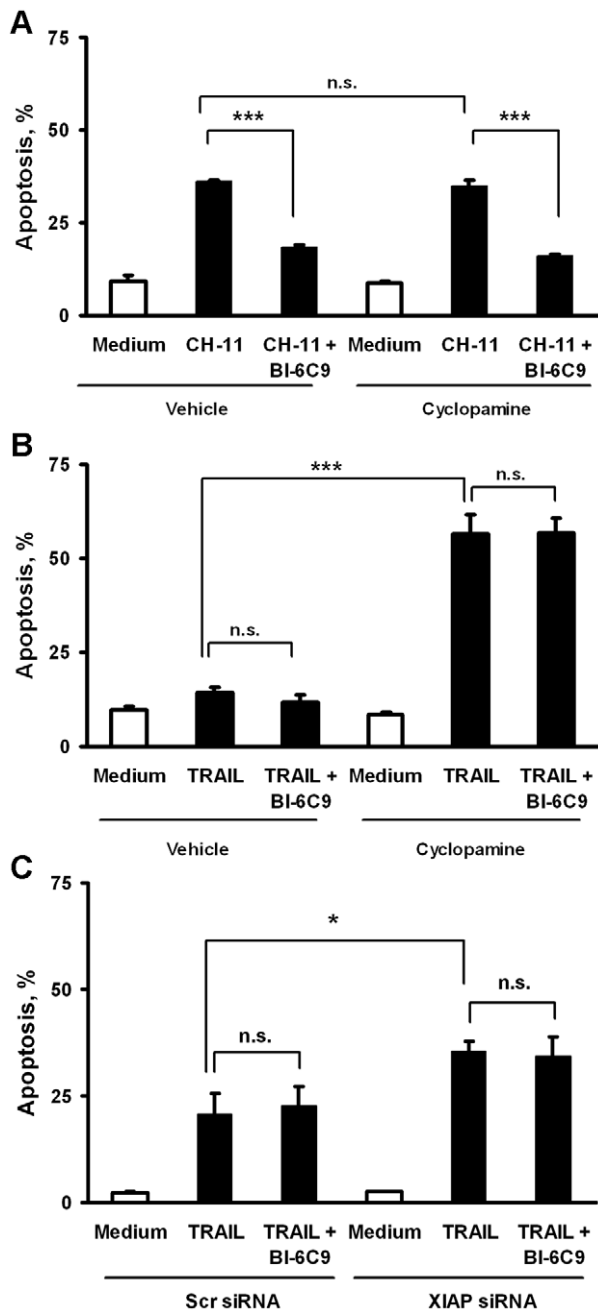 A
75
n.s.
50
*** ***
25
0
Apoptosis, %
Medium CH-11 CH-11 + Medium CH-11 CH-11 +
BI-6C9 BI-6C9
Vehicle Cyclopamine
B
75
*** n.s.
50
25
n.s.
0
Apoptosis, %
Medium TRAIL TRAIL + Medium TRAIL TRAIL +
BI-6C9 BI-6C9
Vehicle Cyclopamine
C
75
*
50
n.s.
n.s.
25
0
Apoptosis, %
Medium TRAIL TRAIL + Medium TRAIL TRAIL +
BI-6C9 BI-6C9
Scr siRNA XIAP siRNA